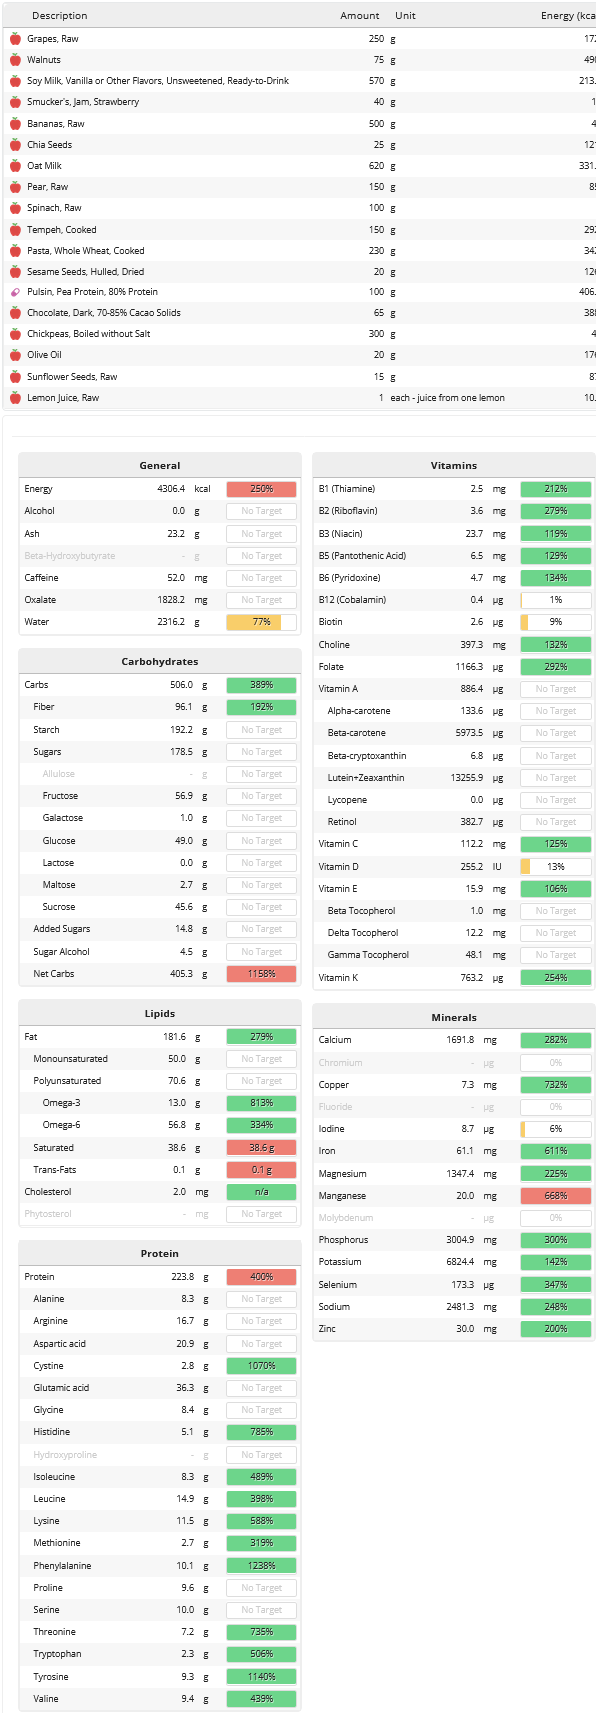 Description Amount Unit Energy (kca
Grapes, Raw 250 g 172
Walnuts 75 g 490
Soy Milk, Vanilla or Other Flavors, Unsweetened, Ready-to-Drink 570 g 213.
Smucker's, Jam, Strawberry 40 g 1
Bananas, Raw 500 g 4
Chia Seeds 25 g 121
Oat Milk 620 g 331.
Pear, Raw 150 g 85
Spinach, Raw 100 g
Tempeh, Cooked 150 g 292
Pasta, Whole Wheat, Cooked 230 g 342
Sesame Seeds, Hulled, Dried 20 g 126
Pulsin, Pea Protein, 80% Protein 100 g 406.
Chocolate, Dark, 70-85% Cacao Solids 65 g 388
Chickpeas, Boiled without Salt 300 g 4
Olive Oil 20 g 176
Sunflower Seeds, Raw 15 g 87
Lemon Juice, Raw 1 each - juice from one lemon 10.
General
Energy 4306.4 kcal 250%
Alcohol 0.0 g No Target
Ash 23.2 g No Target
Beta-Hydroxybutyrate - g No Target
Caffeine 52.0 mg No Target
Oxalate 1828.2 mg No Target
Water 2316.2 g 77%
Carbohydrates
Carbs 506.0 g 389%
Fiber 96.1 g 192%
Starch 192.2 g No Target
Sugars 178.5 g No Target
Allulose - g No Target
Fructose 56.9 g No Target
Galactose 1.0 g No Target
Glucose 49.0 g No Target
Lactose 0.0 g No Target
Maltose 2.7 g No Target
Sucrose 45.6 g No Target
Added Sugars 14.8 g No Target
Sugar Alcohol 4.5 g No Target
Net Carbs 405.3 g 1158%
Lipids
Fat 181.6 g 279%
Monounsaturated 50.0 g No Target
Polyunsaturated 70.6 g No Target
Omega-3 13.0 g 813%
Omega-6 56.8 g 334%
Saturated 38.6 g 38.6 g
Trans-Fats 0.1 g 0.1 g
Cholesterol 2.0 mg n/a
Phytosterol - mg No Target
Protein
Protein 223.8 g 400%
Alanine 8.3 g No Target
Arginine 16.7 g No Target
Aspartic acid 20.9 g No Target
Cystine 2.8 g 1070%
Glutamic acid 36.3 g No Target
Glycine 8.4 g No Target
Histidine 5.1 g 785%
Hydroxyproline - g No Target
Isoleucine 8.3 g 489%
Leucine 14.9 g 398%
Lysine 11.5 g 588%
Methionine 2.7 g 319%
Phenylalanine 10.1 g 1238%
Proline 9.6 g No Target
Serine 10.0 g No Target
Threonine 7.2 g 735%
Tryptophan 2.3 g 506%
Tyrosine 9.3 g 1140%
Valine 9.4 g 439%
Vitamins
B1 (Thiamine) 2.5 mg 212%
B2 (Riboflavin) 3.6 mg 279%
B3 (Niacin) 23.7 mg 119%
B5 (Pantothenic Acid) 6.5 mg 129%
B6 (Pyridoxine) 4.7 mg 134%
B12 (Cobalamin) 0.4 µg 1%
Biotin 2.6 µg 9%
Choline 397.3 mg 132%
Folate 1166.3 µg 292%
Vitamin A 886.4 µg No Target
Alpha-carotene 133.6 µg No Target
Beta-carotene 5973.5 µg No Target
Beta-cryptoxanthin 6.8 µg No Target
Lutein+Zeaxanthin 13255.9 µg No Target
Lycopene 0.0 µg No Target
Retinol 382.7 µg No Target
Vitamin C 112.2 mg 125%
Vitamin D 255.2 IU 13%
Vitamin E 15.9 mg 106%
Beta Tocopherol 1.0 mg No Target
Delta Tocopherol 12.2 mg No Target
Gamma Tocopherol 48.1 mg No Target
Vitamin K 763.2 µg 254%
Minerals
Calcium 1691.8 mg 282%
Chromium - µg 0%
Copper 7.3 mg 732%
Fluoride - µg 0%
Iodine 8.7 µg 6%
Iron 61.1 mg 611%
Magnesium 1347.4 mg 225%
Manganese 20.0 mg 668%
Molybdenum - µg 0%
Phosphorus 3004.9 mg 300%
Potassium 6824.4 mg 142%
Selenium 173.3 µg 347%
Sodium 2481.3 mg 248%
Zinc 30.0 mg 200%